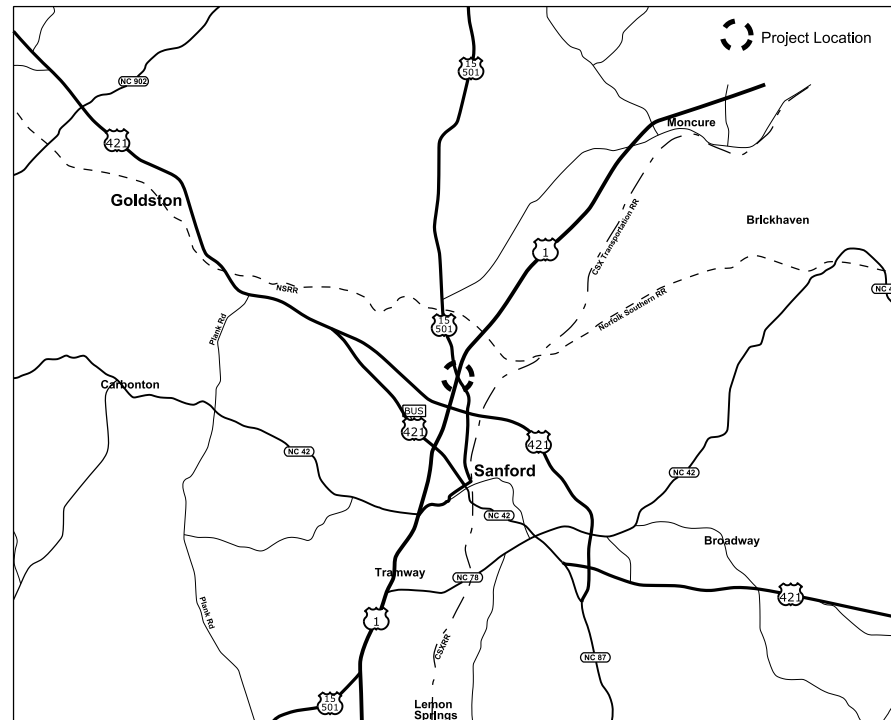 Project Location
15
501
NC 902
Moncure
421
Goldston
CSX Transportation RR
Brickhaven
1
NSRR
NC 4
Norfolk Southern RR
15
501
Plank Rd
Carbonton
BUS
421
421
NC 42
Sanford
NC 42
NC 42
Broadway
Tramway
NC 78
421
Plank Rd
1
CSXRR
NC 87
15
501
Lemon
Springs